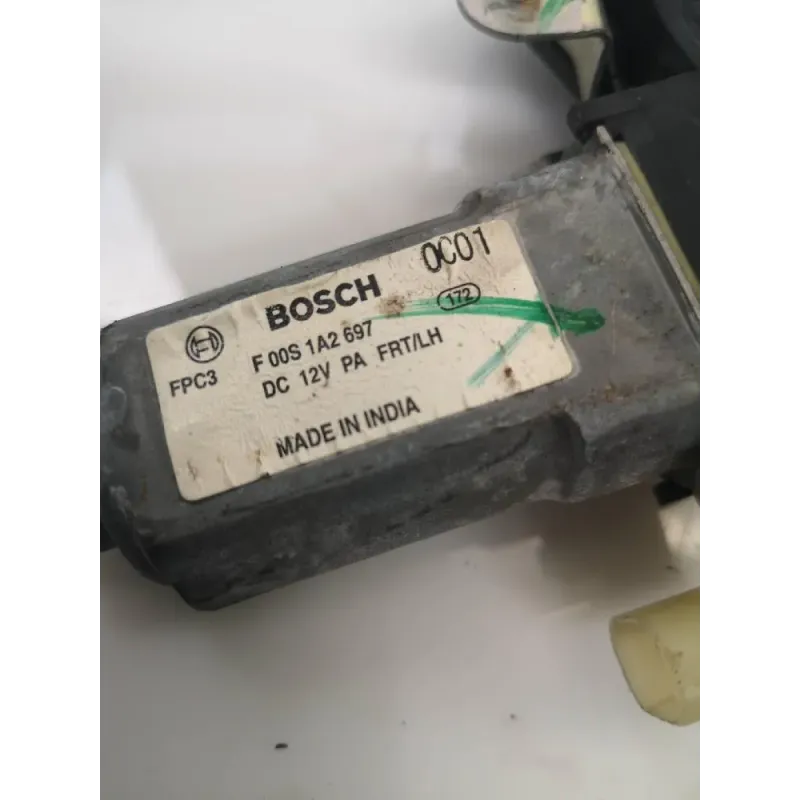 BOSCH 0C01
172
F 00S 1A2 697
FPC3 DC 12V PA FRT/LH
MADE IN INDIA